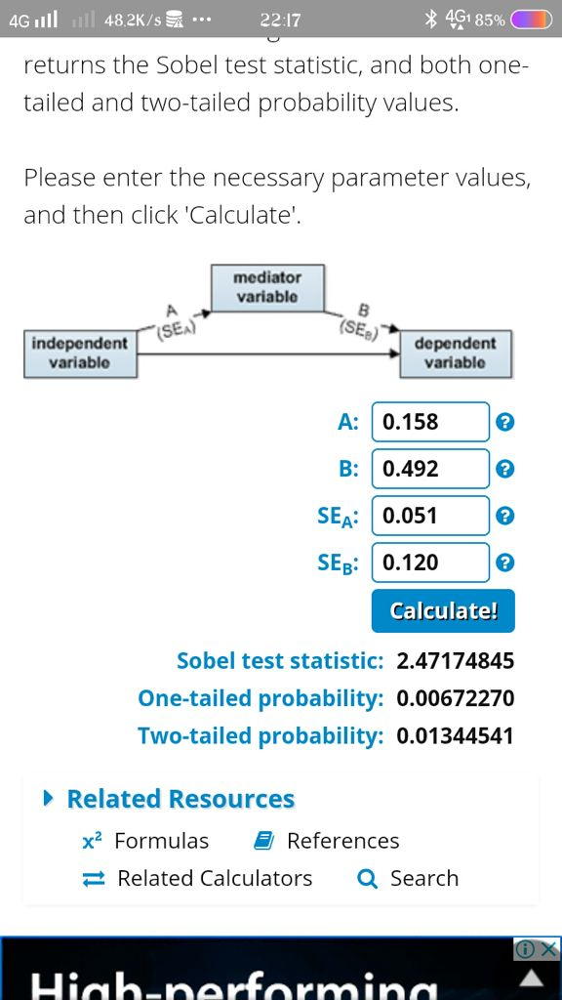 4G 48.2K/s ... 22:17 4G 85%
returns the Sobel test statistic, and both one-
tailed and two-tailed probability values.
Please enter the necessary parameter values,
and then click 'Calculate'.
mediator
variable
A
(SEA)
B
(SEB)
independent
variable
dependent
variable
A: 0.158 ?
B: 0.492 ?
SEA: 0.051 ?
SEB: 0.120 ?
Calculate!
Sobel test statistic: 2.47174845
One-tailed probability: 0.00672270
Two-tailed probability: 0.01344541
Related Resources
x² Formulas References
Related Calculators Search
High-performing